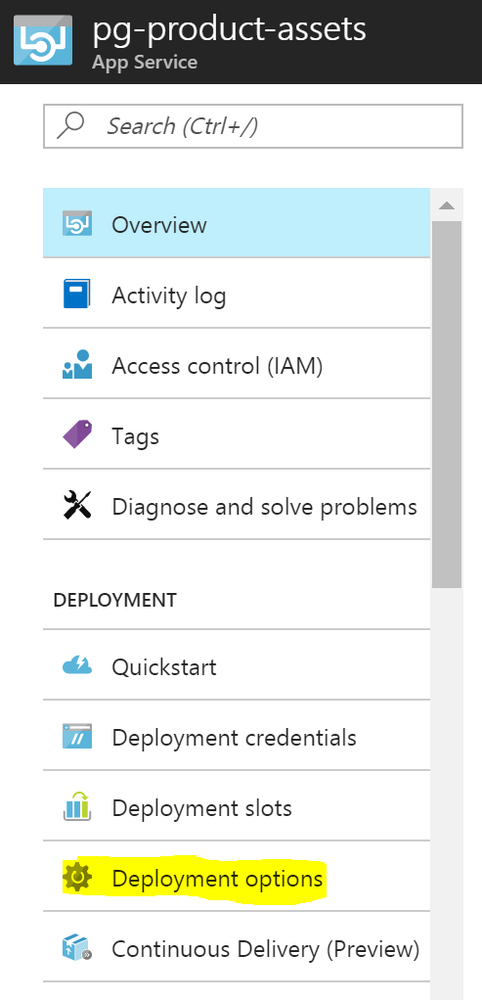 pg-product-assets
App Service
Search (Ctrl+/)
Overview
Activity log
Access control (IAM)
Tags
Diagnose and solve problems
DEPLOYMENT
Quickstart
Deployment credentials
Deployment slots
Deployment options
Continuous Delivery (Preview)